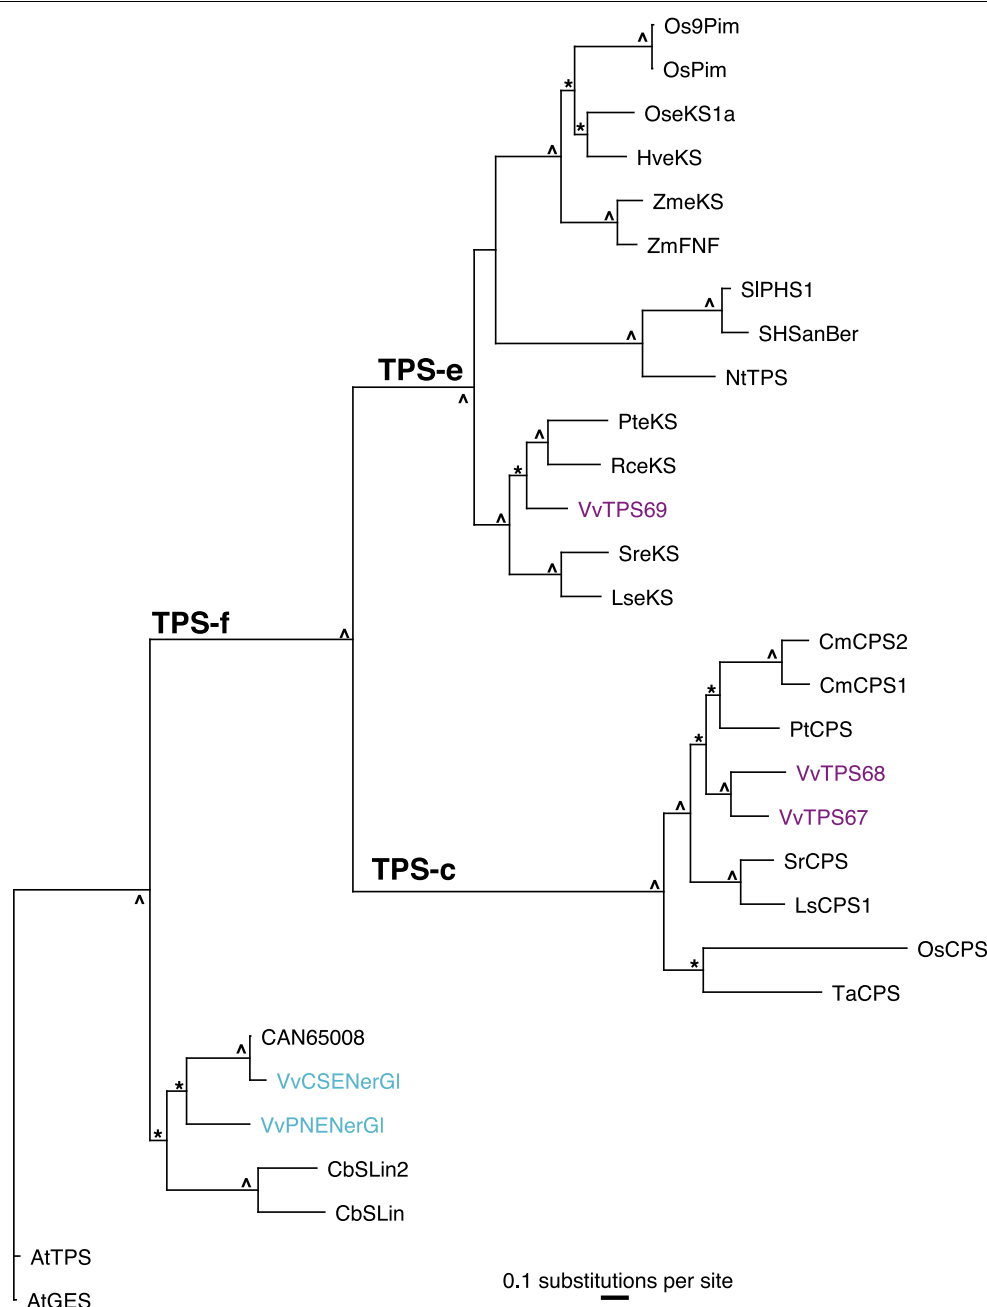 Os9Pim
OsPim
*
^
OseKS1a
*
HveKS
^
ZmeKS
^
ZmFNF
SlPHS1
^
SHSanBer
^
NtTPS
TPS-e
^
PteKS
^
RceKS
*
VvTPS69
^
SreKS
^
LseKS
TPS-f
^
CmCPS2
^
CmCPS1
*
PtCPS
*
VvTPS68
^
VvTPS67
^
SrCPS
TPS-c
^
^
LsCPS1
^
OsCPS
*
TaCPS
CAN65008
^
VvCSENerGl
*
VvPNENerGl
*
CbSLin2
^
CbSLin
AtTPS
AtGES
0.1 substitutions per site